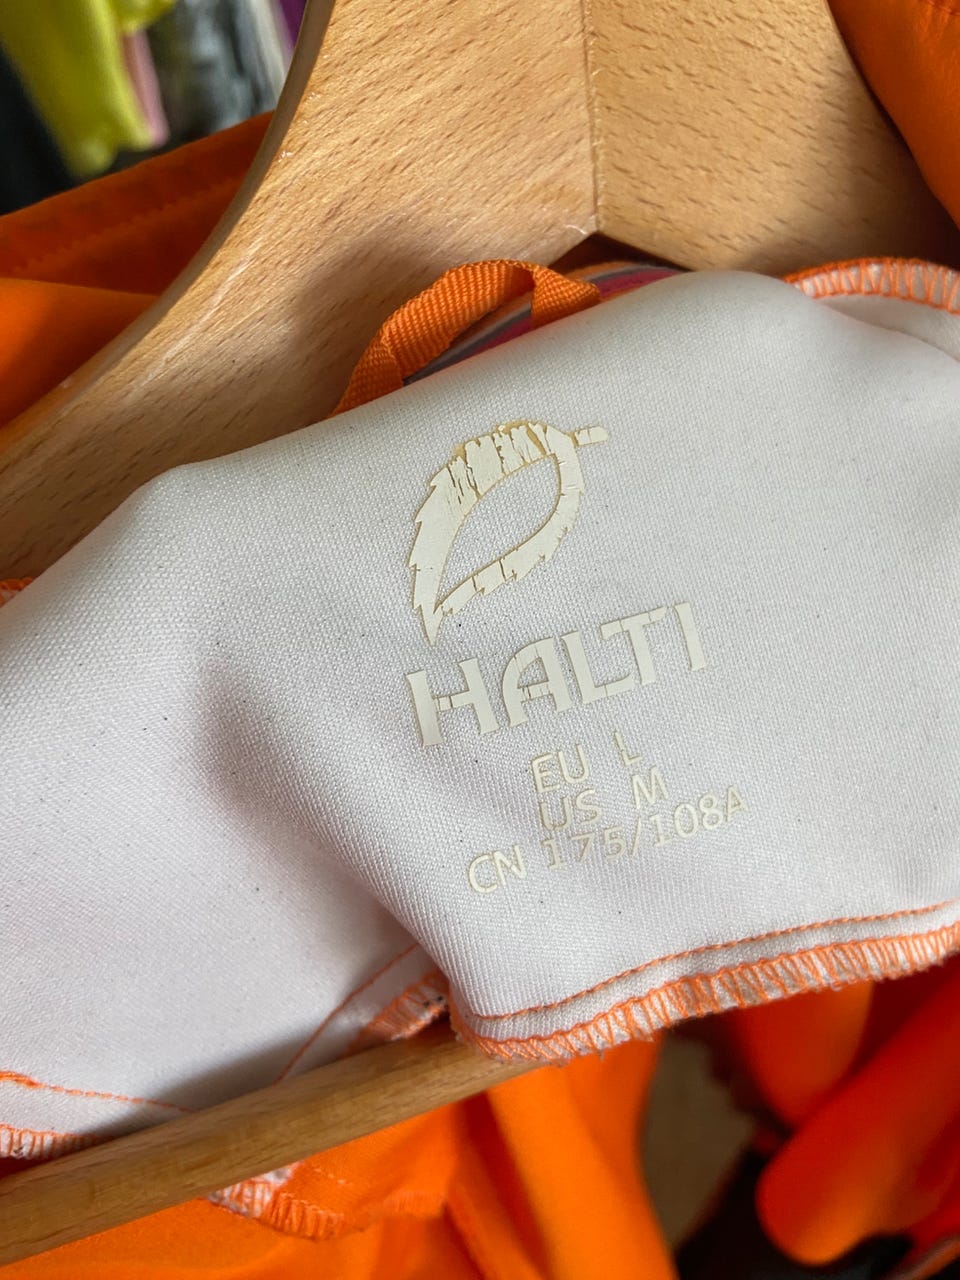 HALTI
EU L
US M
CN 175/108A